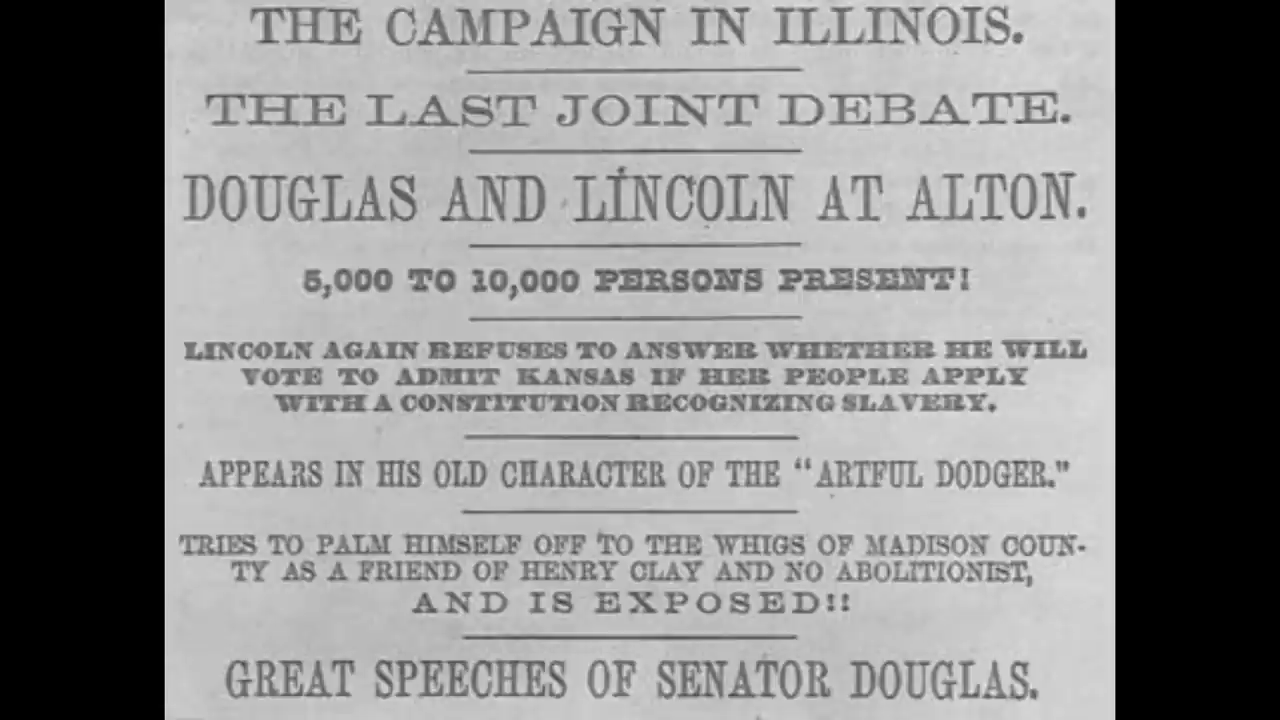 THE CAMPAIGN IN ILLINOIS.
THE LAST JOINT DEBATE.
DOUGLAS AND LINCOLN AT ALTON.
5,000 TO 10,000 PERSONS PRESENT!
LINCOLN AGAIN REFUSES TO ANSWER WHETHER HE WILL
VOTE TO ADMIT KANSAS IF HER PEOPLE APPLY
WITH A CONSTITUTION RECOGNIZING SLAVERY.
APPEARS IN HIS OLD CHARACTER OF THE "ARTFUL DODGER."
TRIES TO PALM HIMSELF OFF TO THE WHIGS OF MADISON COUN-
TY AS A FRIEND OF HENRY CLAY AND NO ABOLITIONIST,
AND IS EXPOSED!!
GREAT SPEECHES OF SENATOR DOUGLAS.